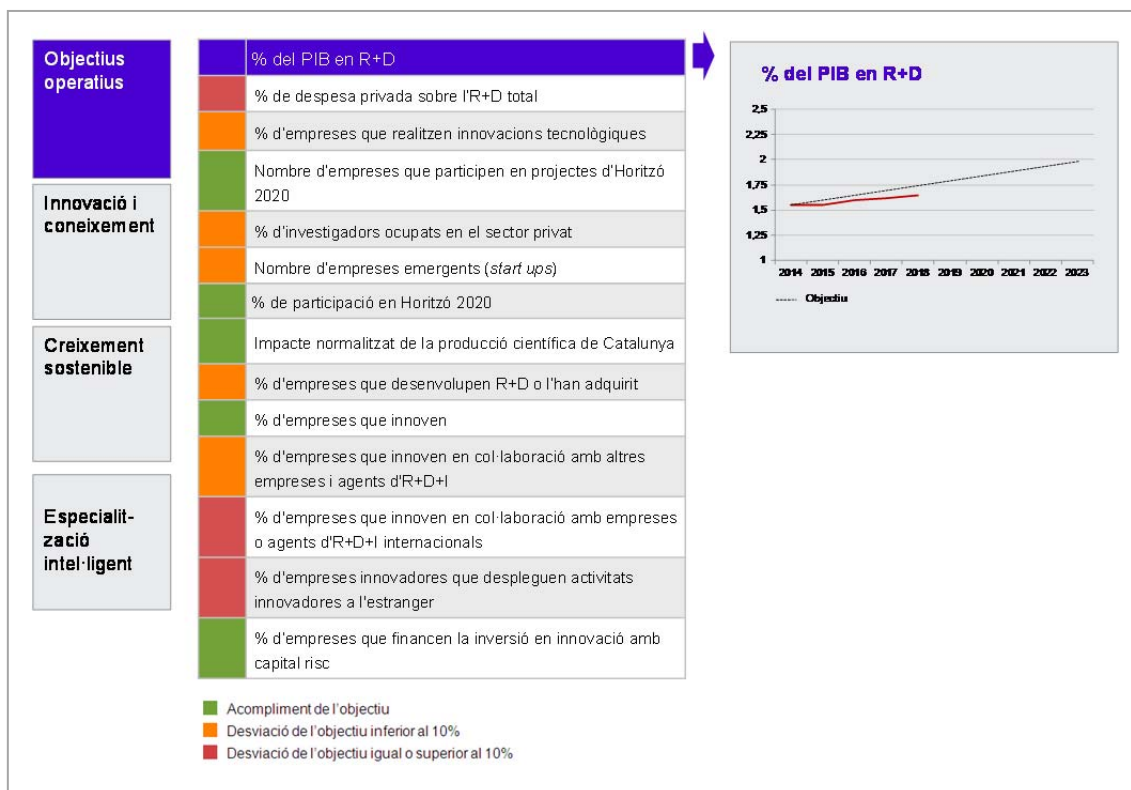 Objectius
operatius
Innovació i
coneixement
Creixement
sostenible
Especialit-
zació
intel·ligent
% del PIB en R+D
% de despesa privada sobre l'R+D total
% d'empreses que realitzen innovacions tecnològiques
Nombre d'empreses que participen en projectes d'Horitzó
2020
% d'investigadors ocupats en el sector privat
Nombre d'empreses emergents (start ups)
% de participació en Horitzó 2020
Impacte normalitzat de la producció científica de Catalunya
% d'empreses que desenvolupen R+D o l'han adquirit
% d'empreses que innoven
% d'empreses que innoven en col·laboració amb altres
empreses i agents d'R+D+I
% d'empreses que innoven en col·laboració amb empreses
o agents d'R+D+I internacionals
% d'empreses innovadores que despleguen activitats
innovadores a l'estranger
% d'empreses que financen la inversió en innovació amb
capital risc
Acompliment de l'objectiu
Desviació de l'objectiu inferior al 10%
Desviació de l'objectiu igual o superior al 10%
% del PIB en R+D
2,5
2,25
2
1,75
1,5
1,25
1
2014 2015 2016 2017 2018 2019 2020 2021 2022 2023
Objectiu